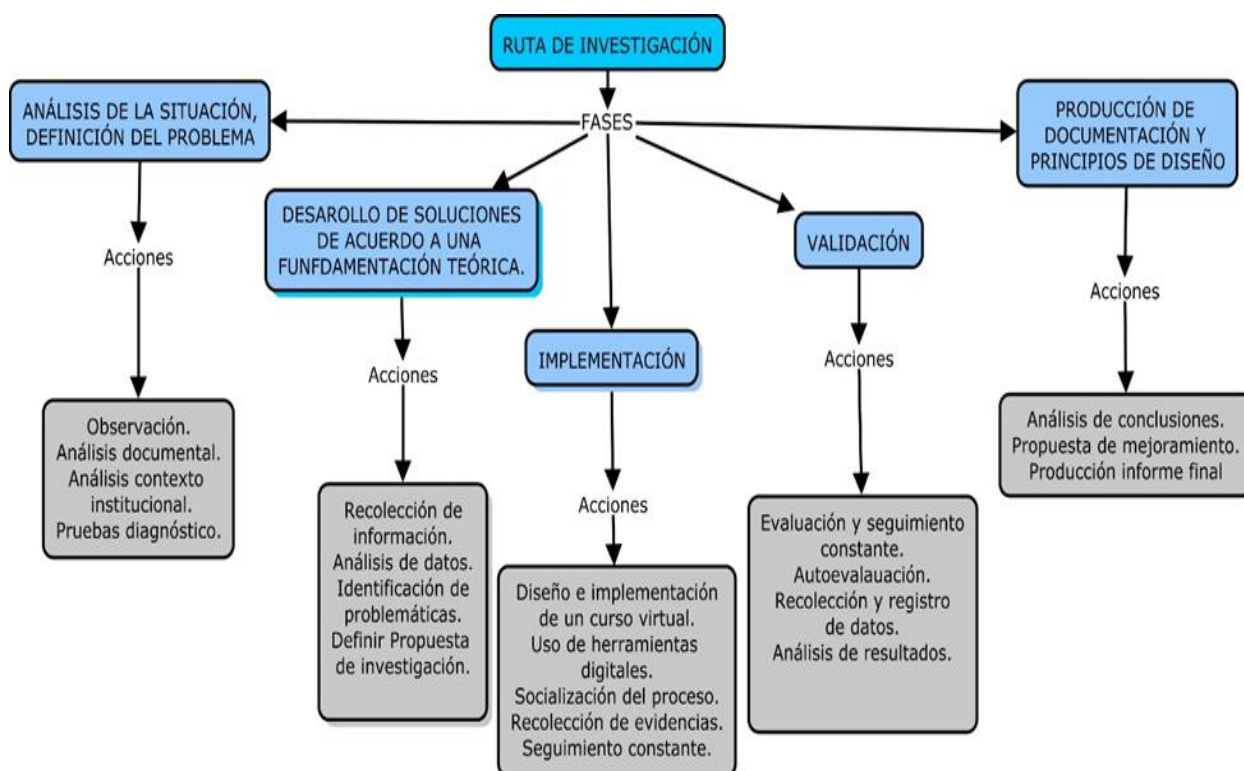 RUTA DE INVESTIGACIÓN
FASES
ANÁLISIS DE LA SITUACIÓN,
DEFINICIÓN DEL PROBLEMA
Acciones
Observación.
Análisis documental.
Análisis contexto
institucional.
Pruebas diagnóstico.
DESAROLLO DE SOLUCIONES
DE ACUERDO A UNA
FUNFDAMENTACIÓN TEÓRICA.
Acciones
Recolección de
información.
Análisis de datos.
Identificación de
problemáticas.
Definir Propuesta
de investigación.
IMPLEMENTACIÓN
Acciones
Diseño e implementación
de un curso virtual.
Uso de herramientas
digitales.
Socialización del proceso.
Recolección de evidencias.
Seguimiento constante.
VALIDACIÓN
Acciones
Evaluación y seguimiento
constante.
Autoevalauación.
Recolección y registro
de datos.
Análisis de resultados.
PRODUCCIÓN DE
DOCUMENTACIÓN Y
PRINCIPIOS DE DISEÑO
Acciones
Análisis de conclusiones.
Propuesta de mejoramiento.
Producción informe final